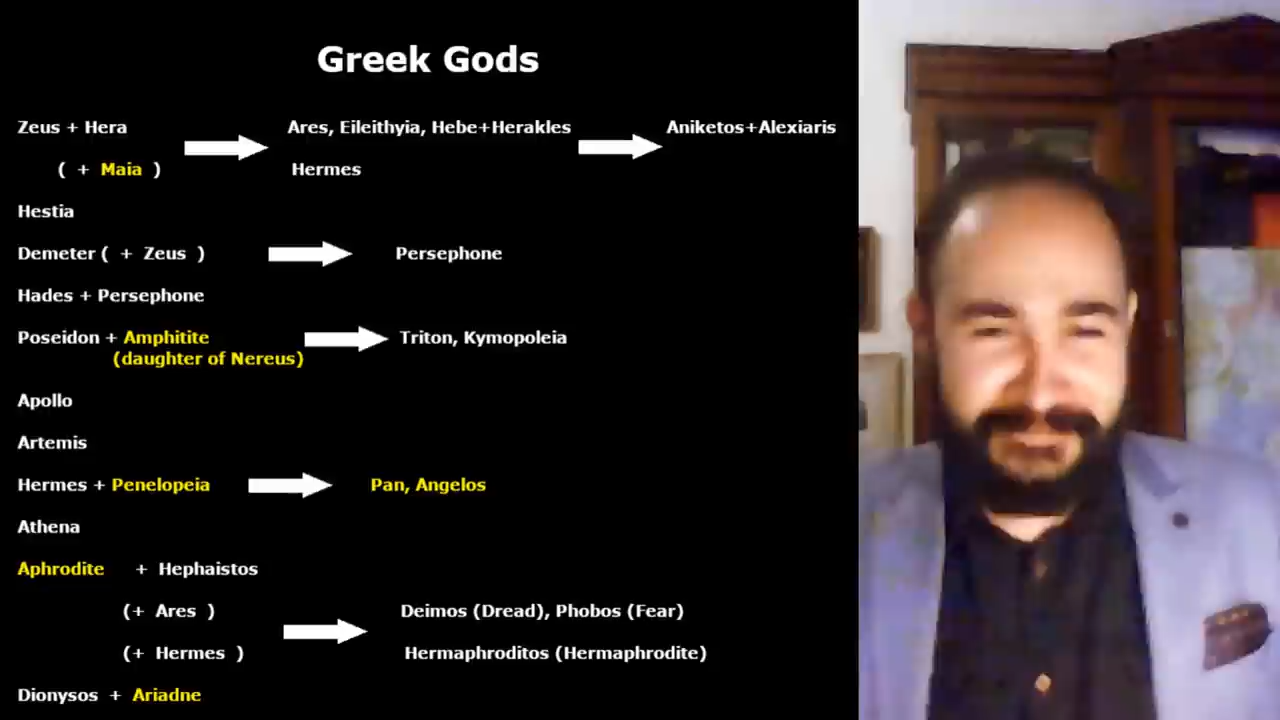 Greek Gods
Zeus + Hera Ares, Eileithyia, Hebe+Herakles Aniketos+Alexiaris
( + Maia ) Hermes
Hestia
Demeter ( + Zeus ) Persephone
Hades + Persephone
Poseidon + Amphitite Triton, Kymopoleia
(daughter of Nereus)
Apollo
Artemis
Hermes + Penelopeia Pan, Angelos
Athena
Aphrodite + Hephaistos
(+ Ares ) Deimos (Dread), Phobos (Fear)
(+ Hermes ) Hermaphroditos (Hermaphrodite)
Dionysos + Ariadne